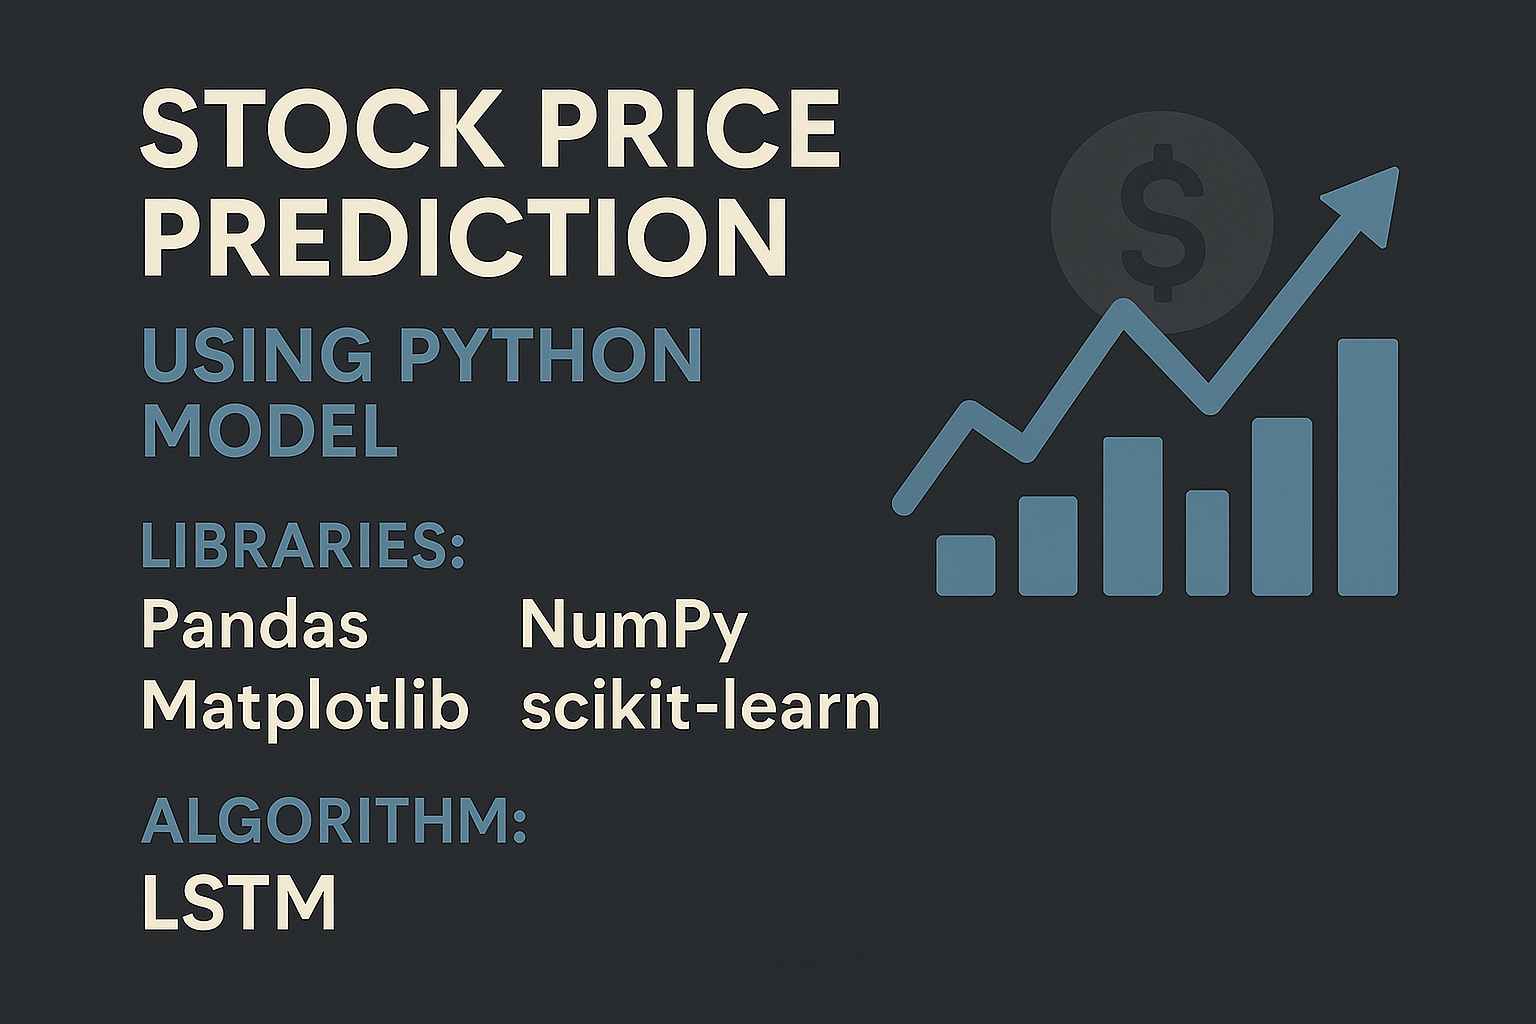 STOCK PRICE
PREDICTION
USING PYTHON
MODEL
LIBRARIES:
Pandas NumPy
Matplotlib scikit-learn
ALGORITHM:
LSTM
$